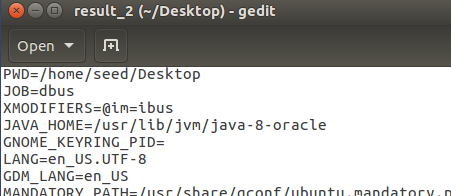 result_2 (~/Desktop) - gedit
Open
PWD=/home/seed/Desktop
JOB=dbus
XMODIFIERS=@im=ibus
JAVA_HOME=/usr/lib/jvm/java-8-oracle
GNOME_KEYRING_PID=
LANG=en_US.UTF-8
GDM_LANG=en_US
MANDATORY_PATH=/usr/share/gconf/ubuntu.mandatory.p